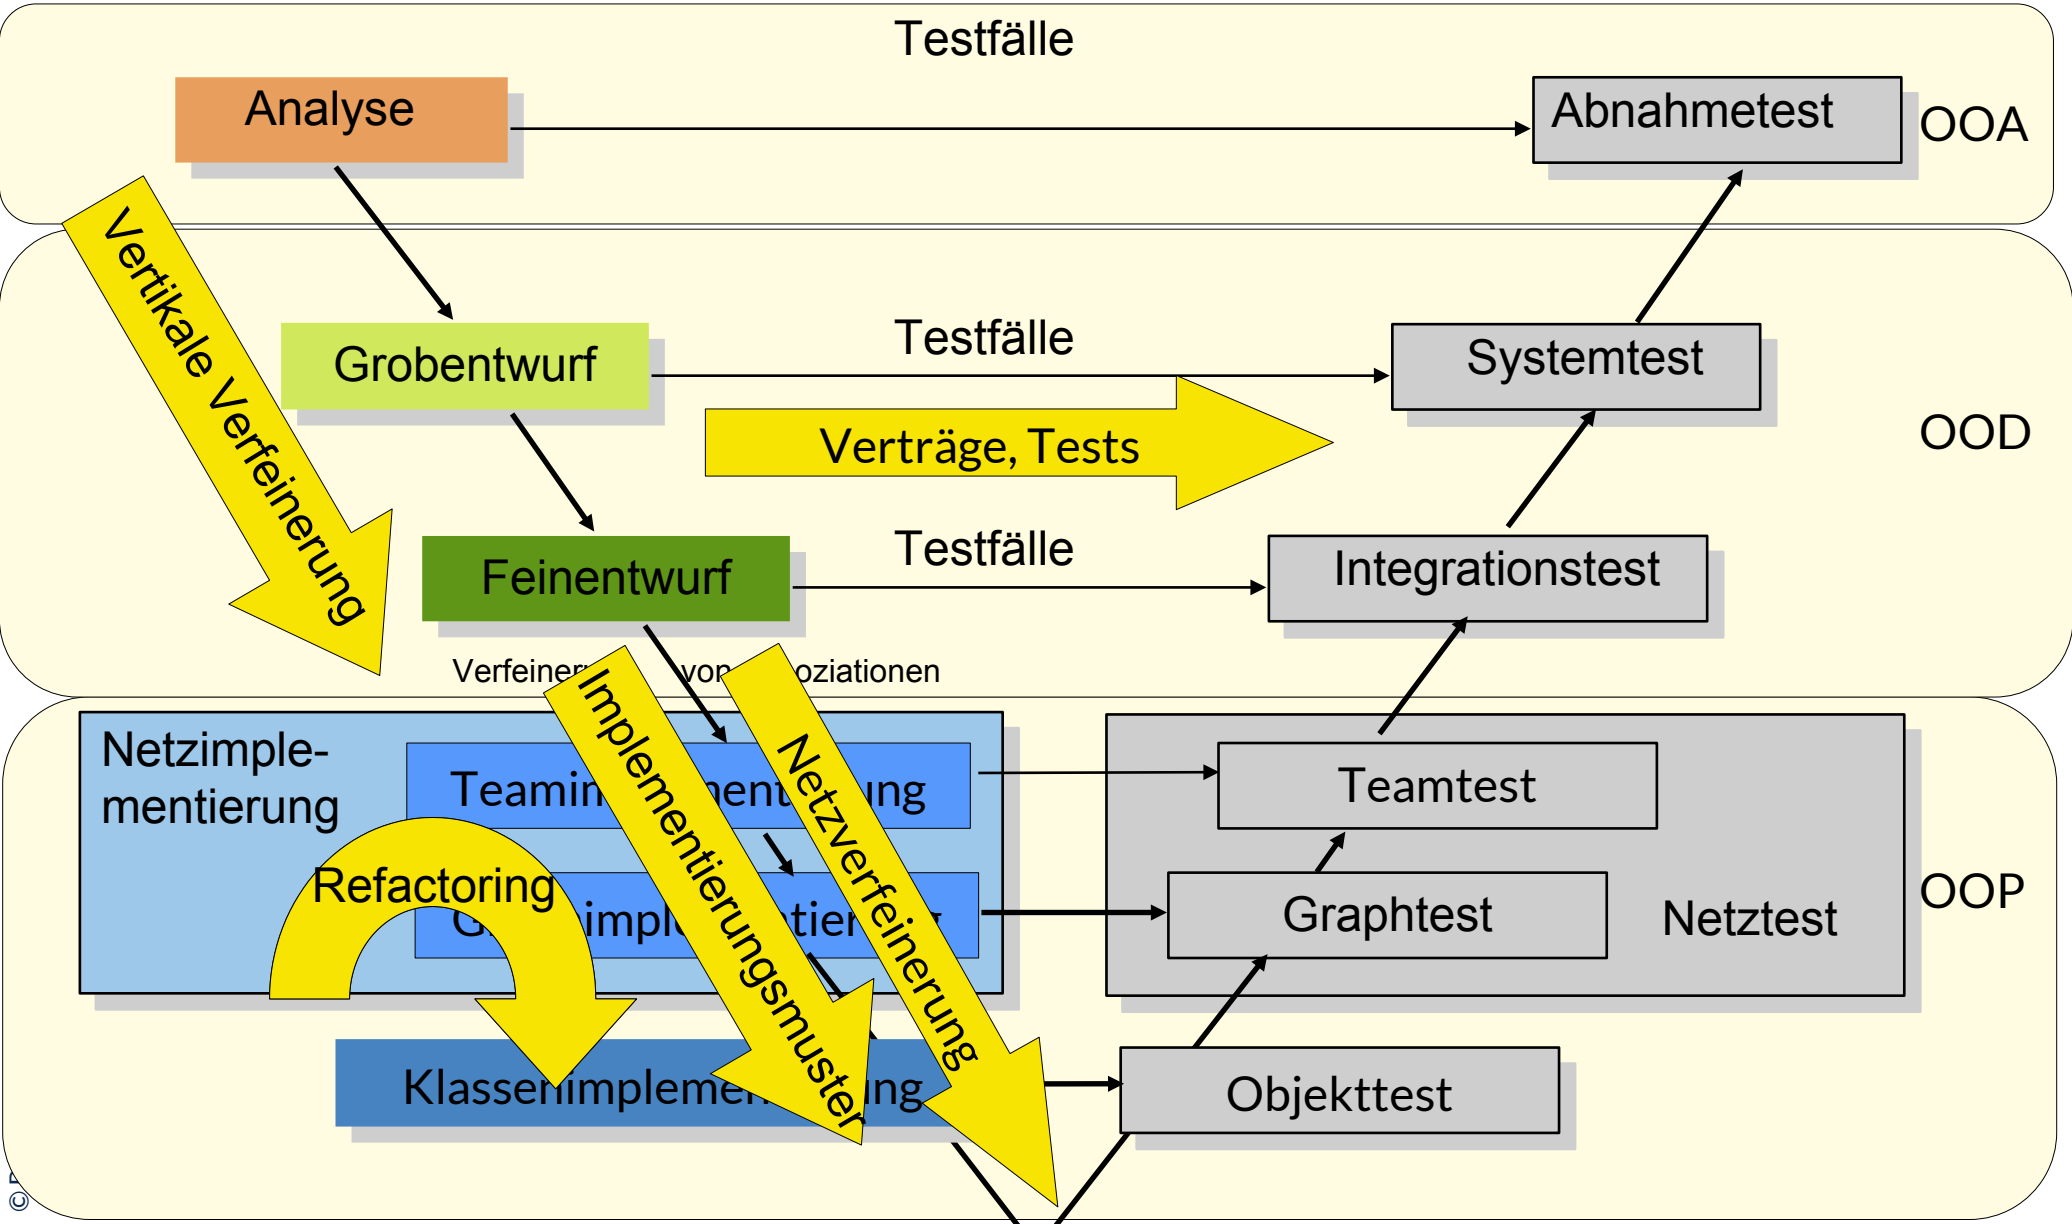 Testfälle
Analyse
Abnahmetest
OOA
Vertikale Verfeinerung
Testfälle
Grobentwurf
Systemtest
Verträge, Tests
OOD
Testfälle
Feinentwurf
Integrationstest
von
Implementierungsmuster
Netzverfeinerung
Netzimple-
mentierung
Teamtest
Refactoring
Graphtest
Netztest
OOP
Objekttest
©